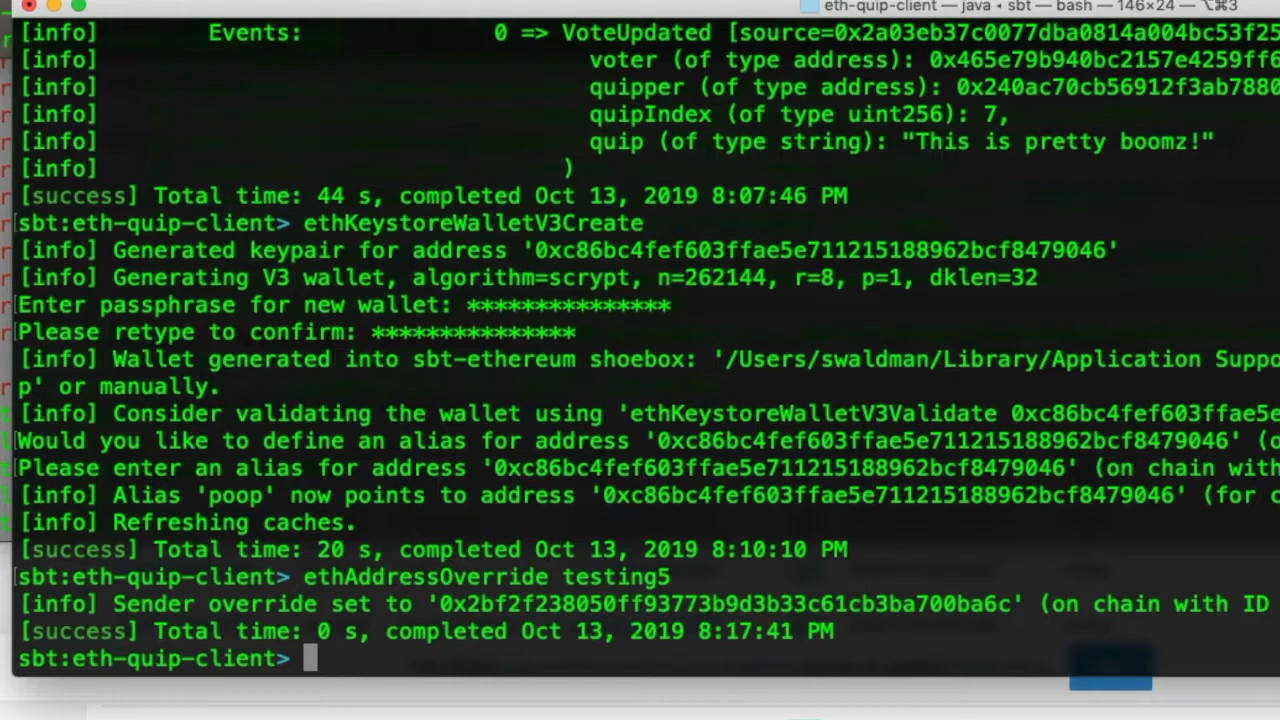 eth-quip-client — java ◂ sbt — bash — 146×24 — ⌥⌘3
[info]        Events:              0 => VoteUpdated [source=0x2a03eb37c0077dba0814a004bc53f25
[info]                                    voter (of type address): 0x465e79b940bc2157e4259ff6
[info]                                    quipper (of type address): 0x240ac70cb56912f3ab7880
[info]                                    quipIndex (of type uint256): 7,
[info]                                    quip (of type string): "This is pretty boomz!"
[info]                                  )
[success] Total time: 44 s, completed Oct 13, 2019 8:07:46 PM
sbt:eth-quip-client> ethKeystoreWalletV3Create
[info] Generated keypair for address '0xc86bc4fef603ffae5e711215188962bcf8479046'
[info] Generating V3 wallet, algorithm=scrypt, n=262144, r=8, p=1, dklen=32
Enter passphrase for new wallet: ***************
Please retype to confirm: ***************
[info] Wallet generated into sbt-ethereum shoebox: '/Users/swaldman/Library/Application Suppo
p' or manually.
[info] Consider validating the wallet using 'ethKeystoreWalletV3Validate 0xc86bc4fef603ffae5e
Would you like to define an alias for address '0xc86bc4fef603ffae5e711215188962bcf8479046' (o
Please enter an alias for address '0xc86bc4fef603ffae5e711215188962bcf8479046' (on chain with
[info] Alias 'poop' now points to address '0xc86bc4fef603ffae5e711215188962bcf8479046' (for c
[info] Refreshing caches.
[success] Total time: 20 s, completed Oct 13, 2019 8:10:10 PM
sbt:eth-quip-client> ethAddressOverride testing5
[info] Sender override set to '0x2bf2f238050ff93773b9d3b33c61cb3ba700ba6c' (on chain with ID
[success] Total time: 0 s, completed Oct 13, 2019 8:17:41 PM
sbt:eth-quip-client>